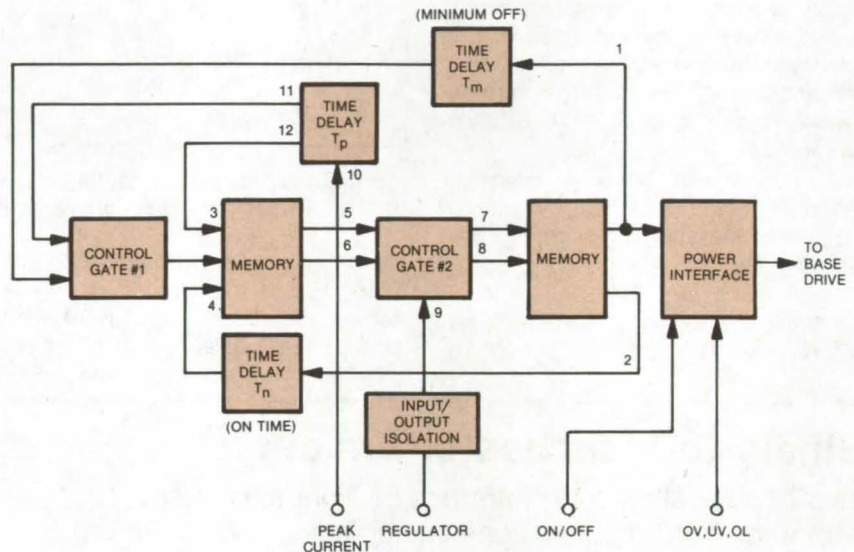 (MINIMUM OFF)
1
TIME
DELAY
Tm
11
12
TIME
DELAY
Tp
10
3
5
7
CONTROL
GATE #1
MEMORY
6
CONTROL
GATE #2
8
MEMORY
POWER
INTERFACE
TO
BASE
DRIVE
4
9
2
TIME
DELAY
Tn
(ON TIME)
INPUT/
OUTPUT
ISOLATION
PEAK
CURRENT
REGULATOR
ON/OFF
OV, UV, OL